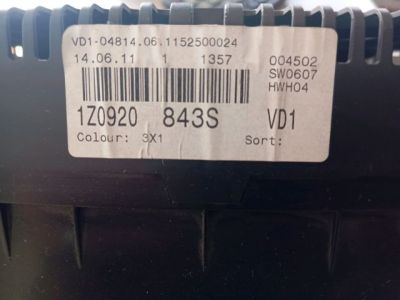 VD1-04814.06.1152500024
14.06.11 1 1357 004502
SW0607
HWH04
1Z0920 843S VD1
Colour: 3X1 Sort: